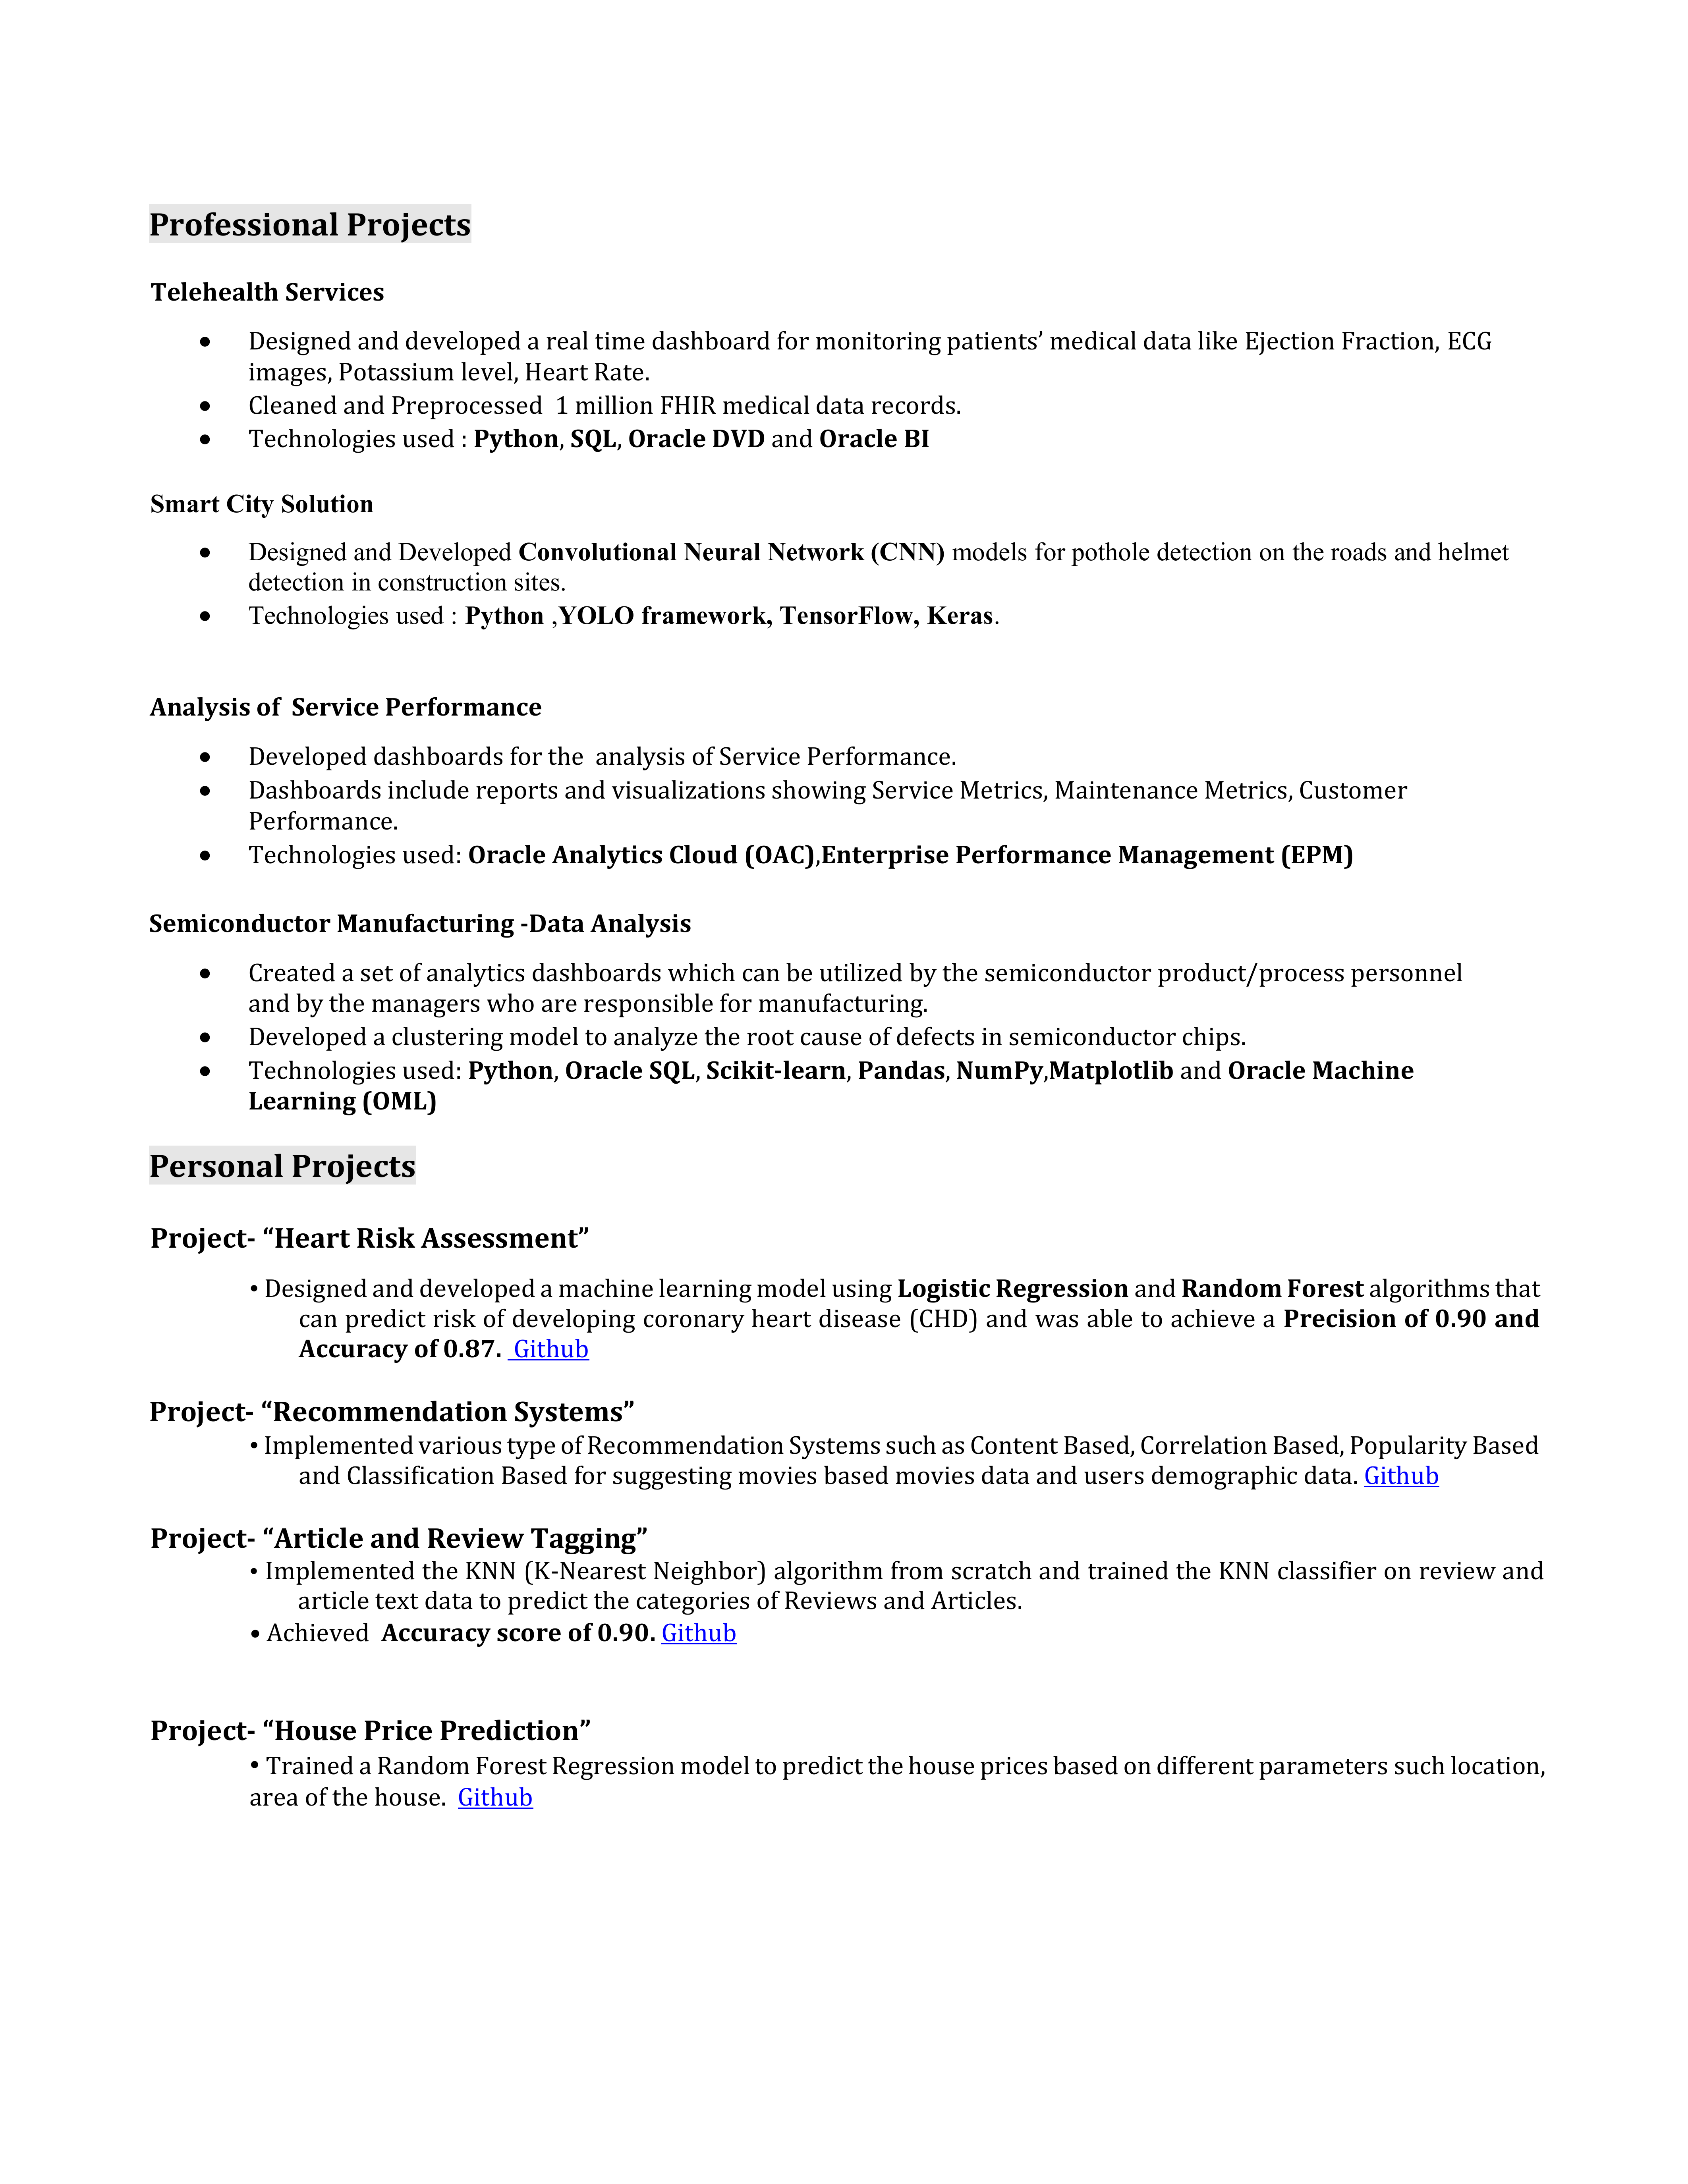 Professional Projects
Telehealth Services
• Designed and developed a real time dashboard for monitoring patients’ medical data like Ejection Fraction, ECG
images, Potassium level, Heart Rate.
• Cleaned and Preprocessed  1 million FHIR medical data records.
• Technologies used : Python, SQL, Oracle DVD and Oracle BI
Smart City Solution
• Designed and Developed Convolutional Neural Network (CNN) models for pothole detection on the roads and helmet
detection in construction sites.
• Technologies used : Python ,YOLO framework, TensorFlow, Keras.
Analysis of  Service Performance
• Developed dashboards for the  analysis of Service Performance.
• Dashboards include reports and visualizations showing Service Metrics, Maintenance Metrics, Customer
Performance.
• Technologies used: Oracle Analytics Cloud (OAC),Enterprise Performance Management (EPM)
Semiconductor Manufacturing -Data Analysis
• Created a set of analytics dashboards which can be utilized by the semiconductor product/process personnel
and by the managers who are responsible for manufacturing.
• Developed a clustering model to analyze the root cause of defects in semiconductor chips.
• Technologies used: Python, Oracle SQL, Scikit-learn, Pandas, NumPy,Matplotlib and Oracle Machine
Learning (OML)
Personal Projects
Project- “Heart Risk Assessment”
• Designed and developed a machine learning model using Logistic Regression and Random Forest algorithms that
can predict risk of developing coronary heart disease (CHD) and was able to achieve a Precision of 0.90 and
Accuracy of 0.87.  Github
Project- “Recommendation Systems”
• Implemented various type of Recommendation Systems such as Content Based, Correlation Based, Popularity Based
and Classification Based for suggesting movies based movies data and users demographic data. Github
Project- “Article and Review Tagging”
• Implemented the KNN (K-Nearest Neighbor) algorithm from scratch and trained the KNN classifier on review and
article text data to predict the categories of Reviews and Articles.
• Achieved  Accuracy score of 0.90. Github
Project- “House Price Prediction”
• Trained a Random Forest Regression model to predict the house prices based on different parameters such location,
area of the house.  Github